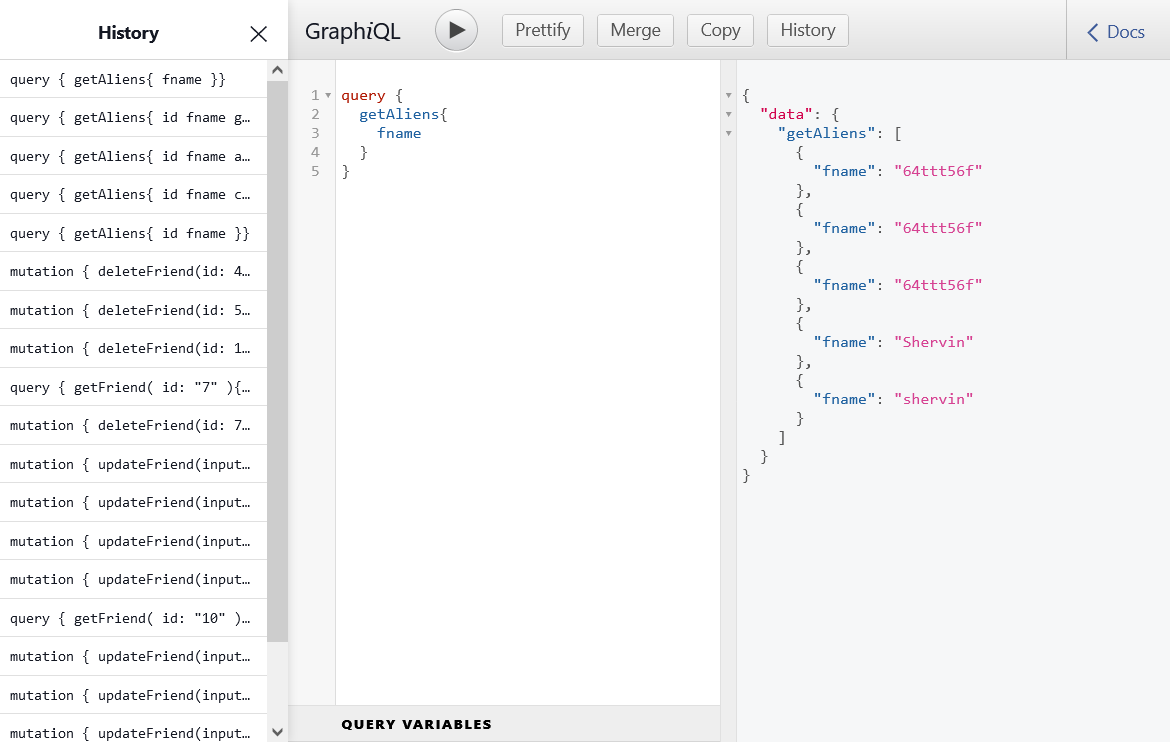 History
query { getAliens{ fname }}
query { getAliens{ id fname g…
query { getAliens{ id fname a…
query { getAliens{ id fname c…
query { getAliens{ id fname }}
mutation { deleteFriend(id: 4…
mutation { deleteFriend(id: 5…
mutation { deleteFriend(id: 1…
query { getFriend( id: "7" ){…
mutation { deleteFriend(id: 7…
mutation { updateFriend(input…
mutation { updateFriend(input…
mutation { updateFriend(input…
mutation { updateFriend(input…
query { getFriend( id: "10" )…
mutation { updateFriend(input…
mutation { updateFriend(input…
mutation { updateFriend(input…
GraphiQL
Prettify
Merge
Copy
History
Docs
1 query {
2 getAliens{
3 fname
4 }
5 }
QUERY VARIABLES
{
"data": {
"getAliens": [
{
"fname": "64ttt56f"
},
{
"fname": "64ttt56f"
},
{
"fname": "64ttt56f"
},
{
"fname": "Shervin"
},
{
"fname": "shervin"
}
]
}
}